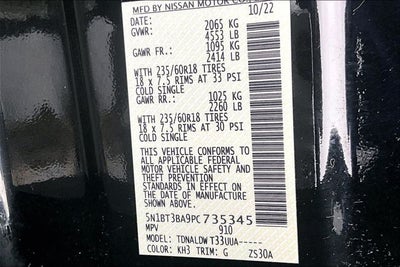 MFD BY NISSAN MOTOR CO
DATE: 10/22
GVWR: 2065 KG
4553 LB
GAWR FR.: 1095 KG
2414 LB
WITH 235/60R18 TIRES
18 x 7.5 RIMS AT 33 PSI
COLD SINGLE
GAWR RR.: 1025 KG
2260 LB
WITH 235/60R18 TIRES
18 x 7.5 RIMS AT 30 PSI
COLD SINGLE
THIS VEHICLE CONFORMS TO
ALL APPLICABLE FEDERAL
MOTOR VEHICLE SAFETY AND
THEFT PREVENTION STANDARDS
IN EFFECT ON THE DATE
OF MANUFACTURE SHOWN ABOVE
5N1BT3BA9PC735345
MPV 910
MODEL: TDNALDW T33UUA-----
COLOR: KH3 TRIM: G ZS30A